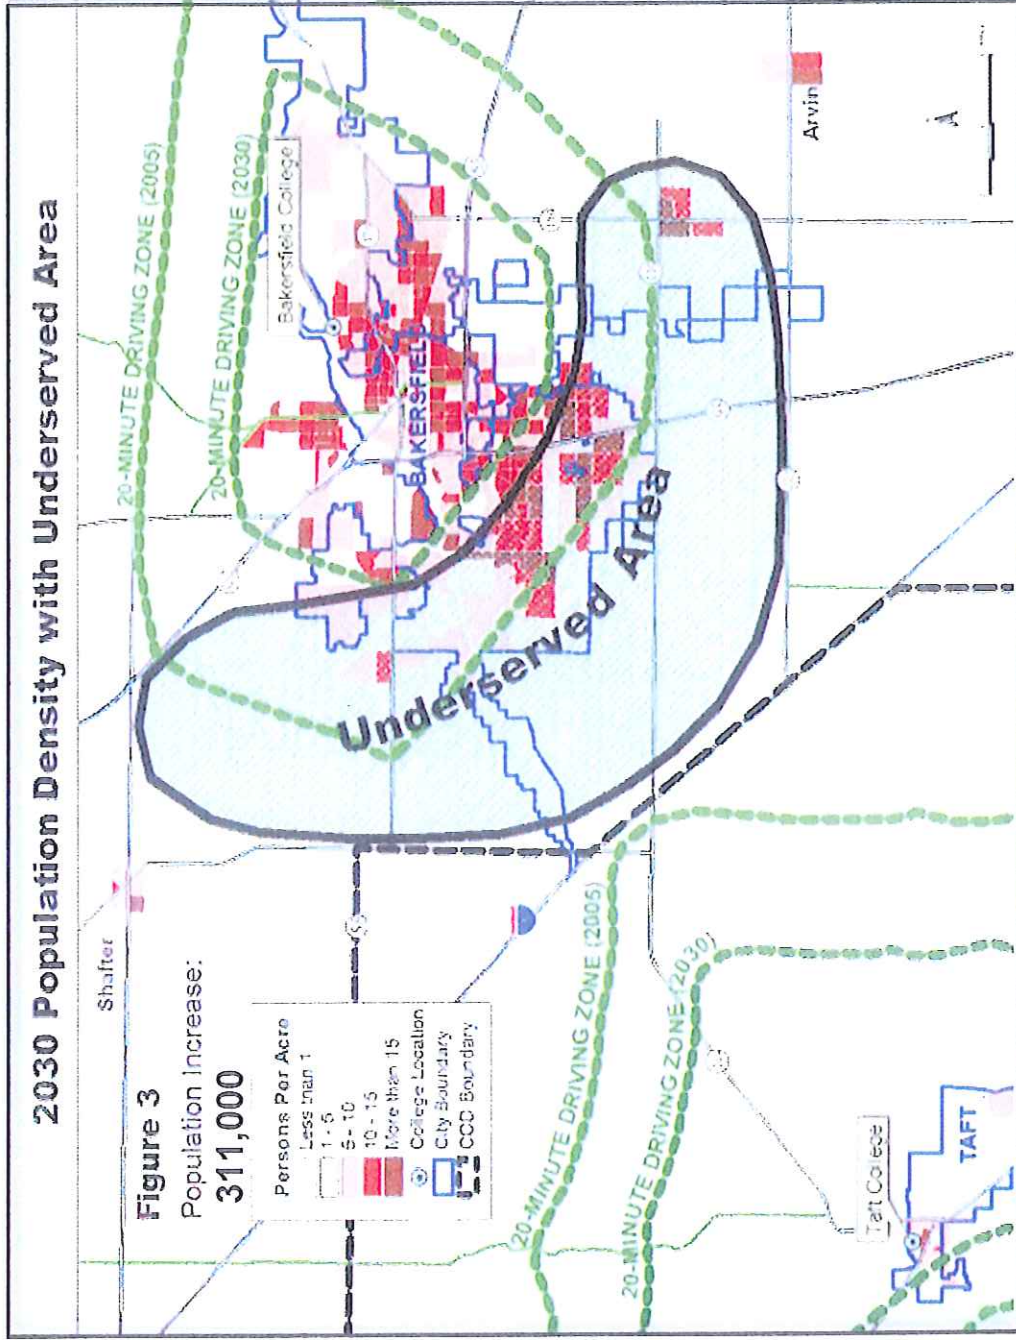 2030 Population Density with Underserved Area
Figure 3
Population Increase:
311,000
Persons Per Acre
Less than 1
1 - 5
5 - 10
10 - 15
More than 15
College Location
City Boundary
CCD Boundary
Shafter
20-MINUTE DRIVING ZONE (2005)
20-MINUTE DRIVING ZONE (2030)
Bakersfield College
BAKERSFIELD
Underserved Area
Arvin
20-MINUTE DRIVING ZONE (2005)
20-MINUTE DRIVING ZONE (2030)
Taft College
TAFT